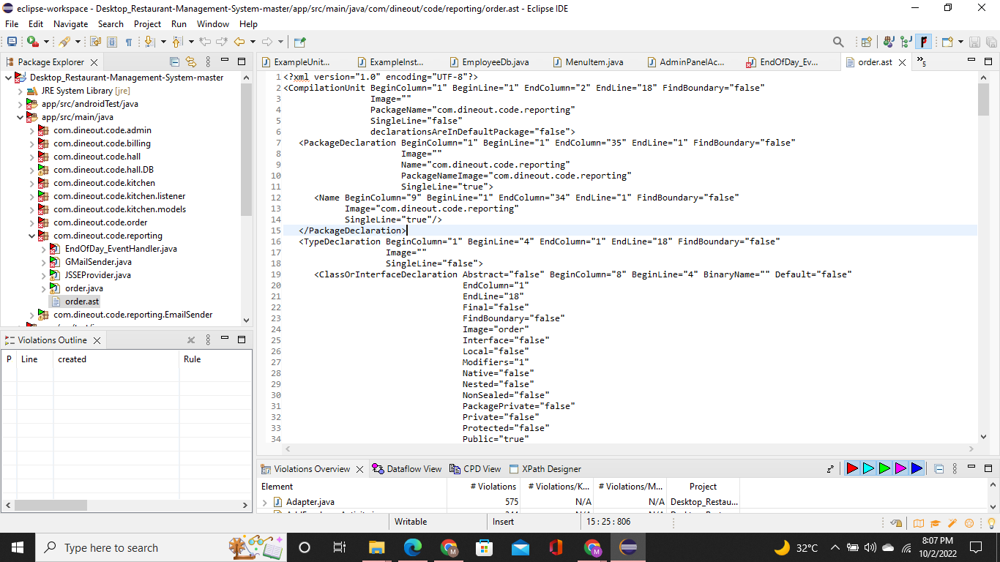 eclipse-workspace - Desktop_Restaurant-Management-System-master/app/src/main/java/com/dineout/code/reporting/order.ast - Eclipse IDE
File Edit Navigate Search Project Run Window Help
Package Explorer
ExampleUnit...
ExampleInst...
EmployeeDb.java
MenuItem.java
AdminPanelAc...
EndOfDay_Ev...
order.ast
»5
Desktop_Restaurant-Management-System-master
JRE System Library [jre]
app/src/androidTest/java
app/src/main/java
com.dineout.code.admin
com.dineout.code.billing
com.dineout.code.hall
com.dineout.code.hall.DB
com.dineout.code.kitchen
com.dineout.code.kitchen.listener
com.dineout.code.kitchen.models
com.dineout.code.order
com.dineout.code.reporting
EndOfDay_EventHandler.java
GMailSender.java
JSSEProvider.java
order.java
order.ast
com.dineout.code.reporting.EmailSender
1 <?xml version="1.0" encoding="UTF-8"?>
2 <CompilationUnit BeginColumn="1" BeginLine="1" EndColumn="2" EndLine="18" FindBoundary="false"
3 Image=""
4 PackageName="com.dineout.code.reporting"
5 SingleLine="false"
6 declarationsAreInDefaultPackage="false">
7 <PackageDeclaration BeginColumn="1" BeginLine="1" EndColumn="35" EndLine="1" FindBoundary="false"
8 Image=""
9 Name="com.dineout.code.reporting"
10 PackageNameImage="com.dineout.code.reporting"
11 SingleLine="true">
12 <Name BeginColumn="9" BeginLine="1" EndColumn="34" EndLine="1" FindBoundary="false"
13 Image="com.dineout.code.reporting"
14 SingleLine="true"/>
15 </PackageDeclaration>
16 <TypeDeclaration BeginColumn="1" BeginLine="4" EndColumn="1" EndLine="18" FindBoundary="false"
17 Image=""
18 SingleLine="false">
19 <ClassOrInterfaceDeclaration Abstract="false" BeginColumn="8" BeginLine="4" BinaryName="" Default="false"
20 EndColumn="1"
21 EndLine="18"
22 Final="false"
23 FindBoundary="false"
24 Image="order"
25 Interface="false"
26 Local="false"
27 Modifiers="1"
28 Native="false"
29 Nested="false"
30 NonSealed="false"
31 PackagePrivate="false"
32 Private="false"
33 Protected="false"
34 Public="true"
Violations Outline
P Line created Rule
Violations Overview
Dataflow View
CPD View
XPath Designer
Element # Violations # Violations/K... # Violations/M... Project
Adapter.java 575 N/A N/A Desktop_Restau...
Writable Insert 15 : 25 : 806
Type here to search
32°C
8:07 PM
10/2/2022